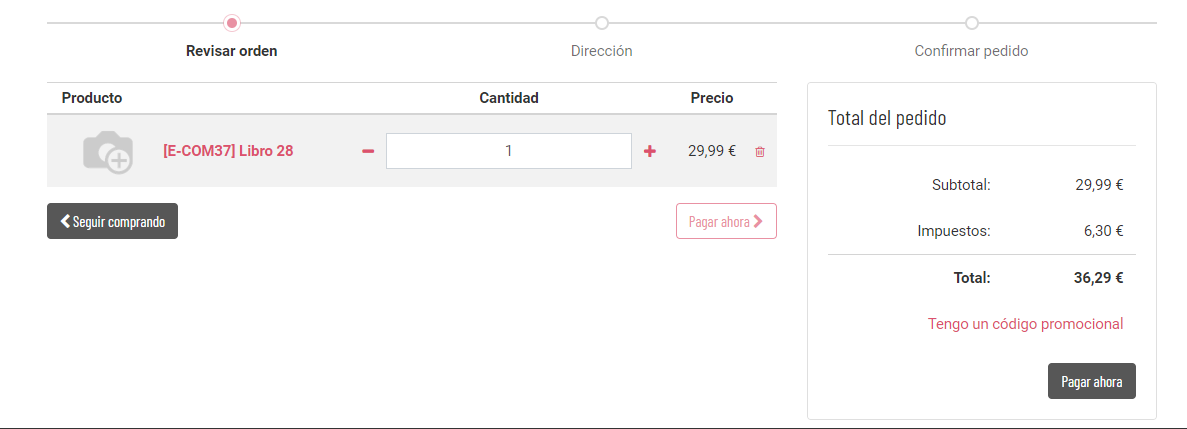 Revisar orden
Dirección
Confirmar pedido
Producto Cantidad Precio
[E-COM37] Libro 28 1 29,99 €
Seguir comprando
Pagar ahora
Total del pedido
Subtotal: 29,99 €
Impuestos: 6,30 €
Total: 36,29 €
Tengo un código promocional
Pagar ahora